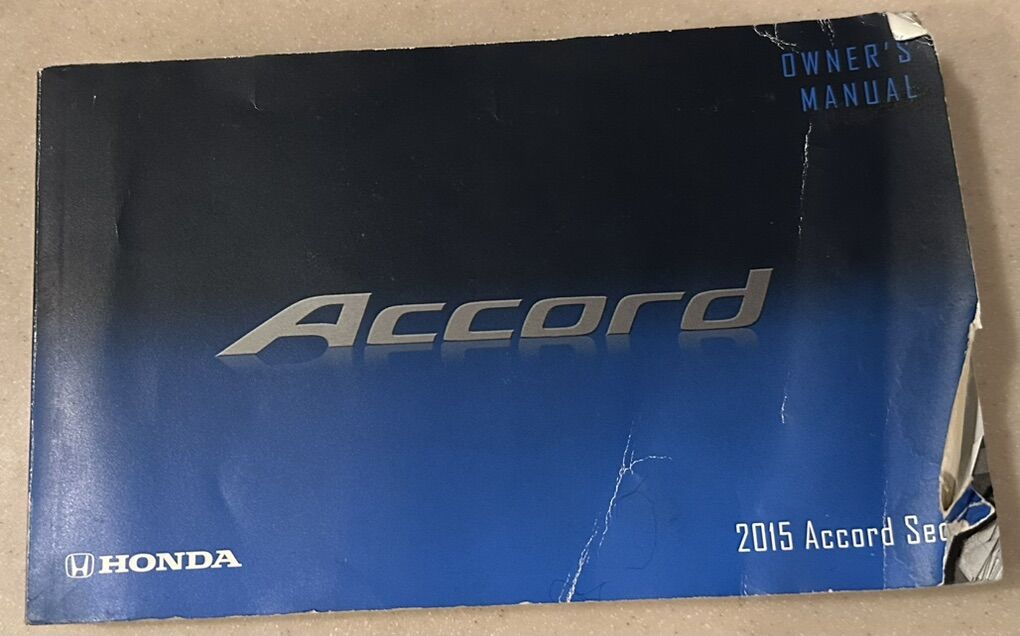 OWNER'S
MANUAL
Accord
2015 Accord Sec
HONDA